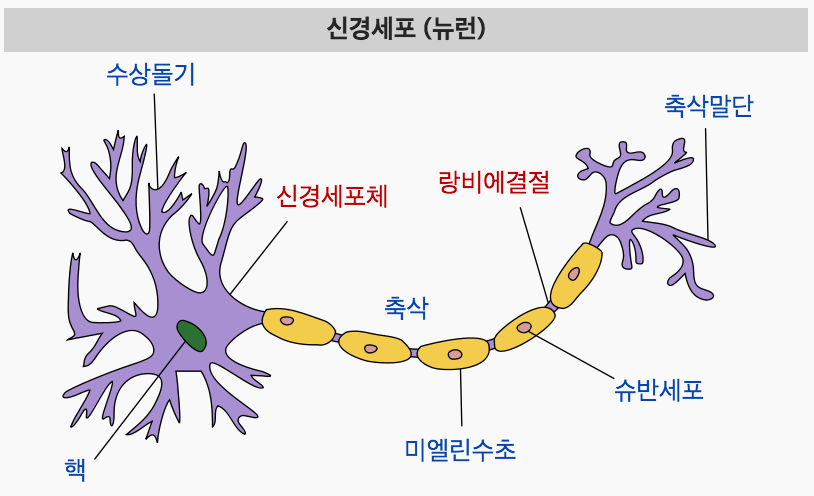 신경세포 (뉴런)
수상돌기
축삭말단
신경세포체
랑비에결절
축삭
슈반세포
미엘린수초
핵